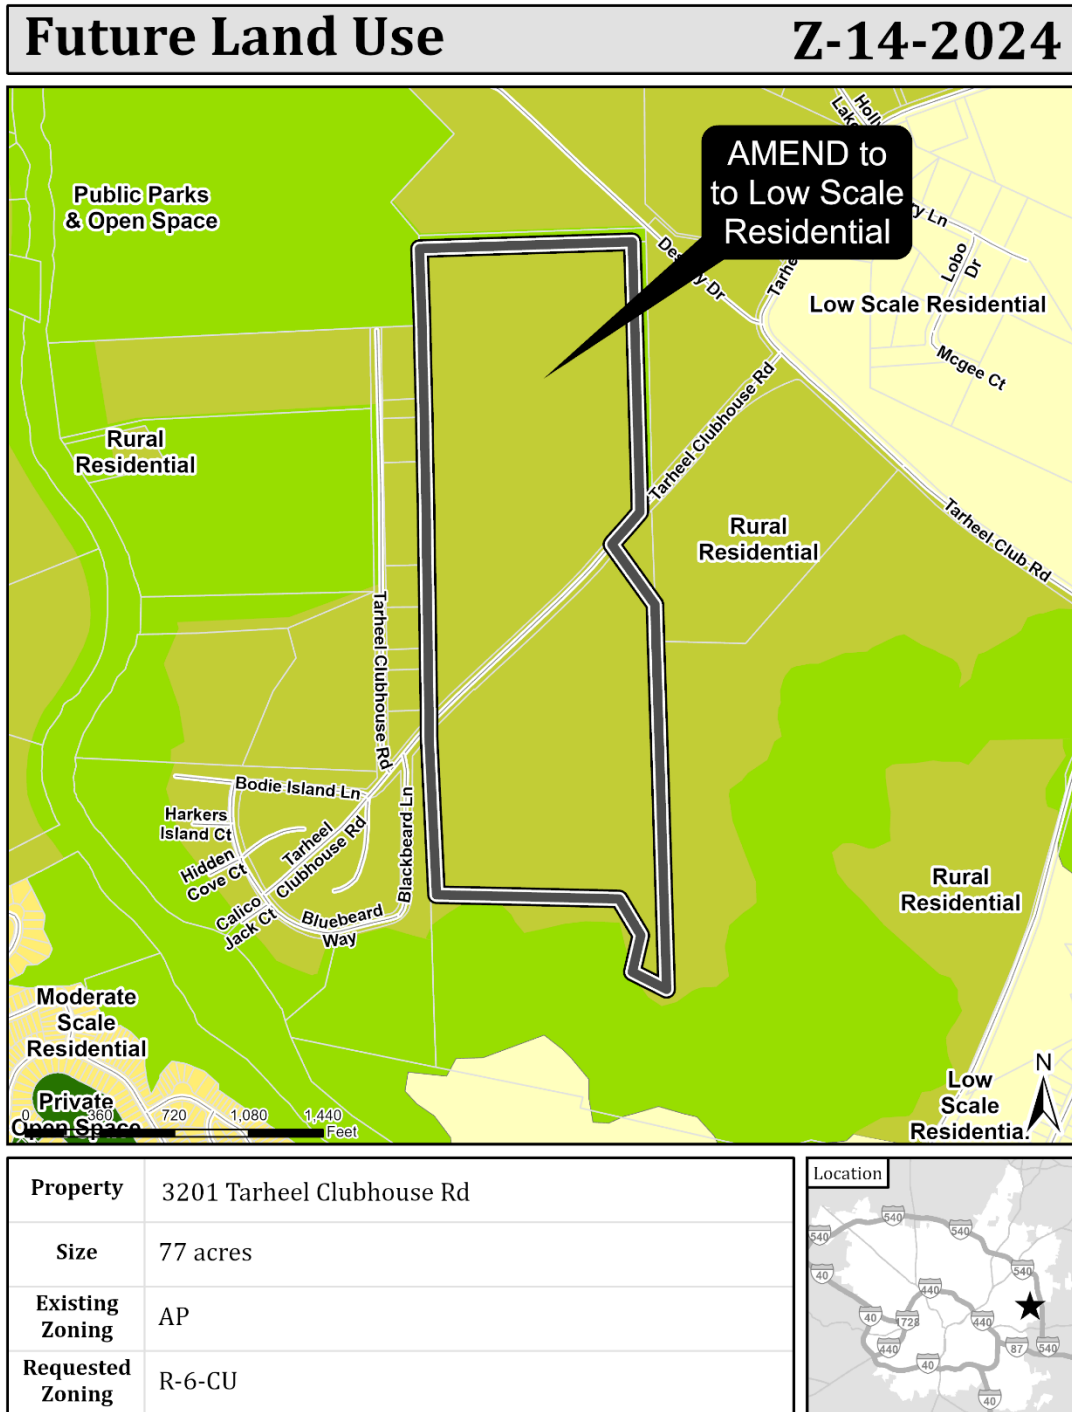 Future Land Use
Z-14-2024
AMEND to
to Low Scale
Residential
Public Parks
& Open Space
Destiny Dr
Lobo
Dr
Low Scale Residential
Mcgee Ct
Rural
Residential
Tarheel Clubhouse Rd
Rural
Residential
Tarheel Club Rd
Tarheel Clubhouse Rd
Bodie Island Ln
Harkers
Island Ct
Hidden
Cove Ct
Tarheel
Clubhouse Rd
Blackbeard Ln
Calico
Jack Ct
Bluebeard
Way
Rural
Residential
Moderate
Scale
Residential
Private
Open Space
Low
Scale
Residential
N
0
360
720
1,080
1,440
Feet
Property
3201 Tarheel Clubhouse Rd
Size
77 acres
Existing
Zoning
AP
Requested
Zoning
R-6-CU
Location
540
540
540
540
40
440
40
1728
440
440
87
540
40
40